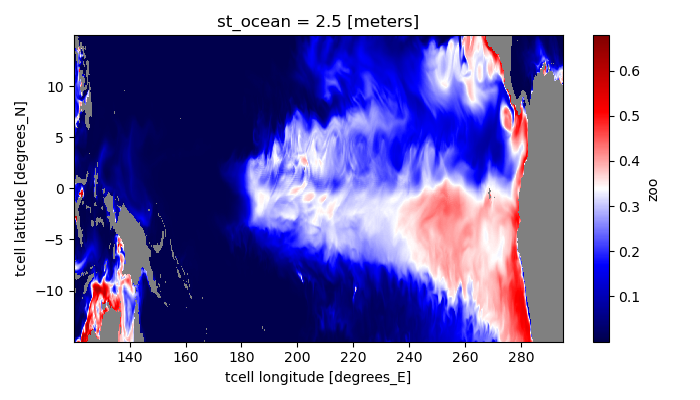 st_ocean = 2.5 [meters]
10
5
0
−5
−10
tcell latitude [degrees_N]
140 160 180 200 220 240 260 280
tcell longitude [degrees_E]
0.6
0.5
0.4
0.3
0.2
0.1
zoo